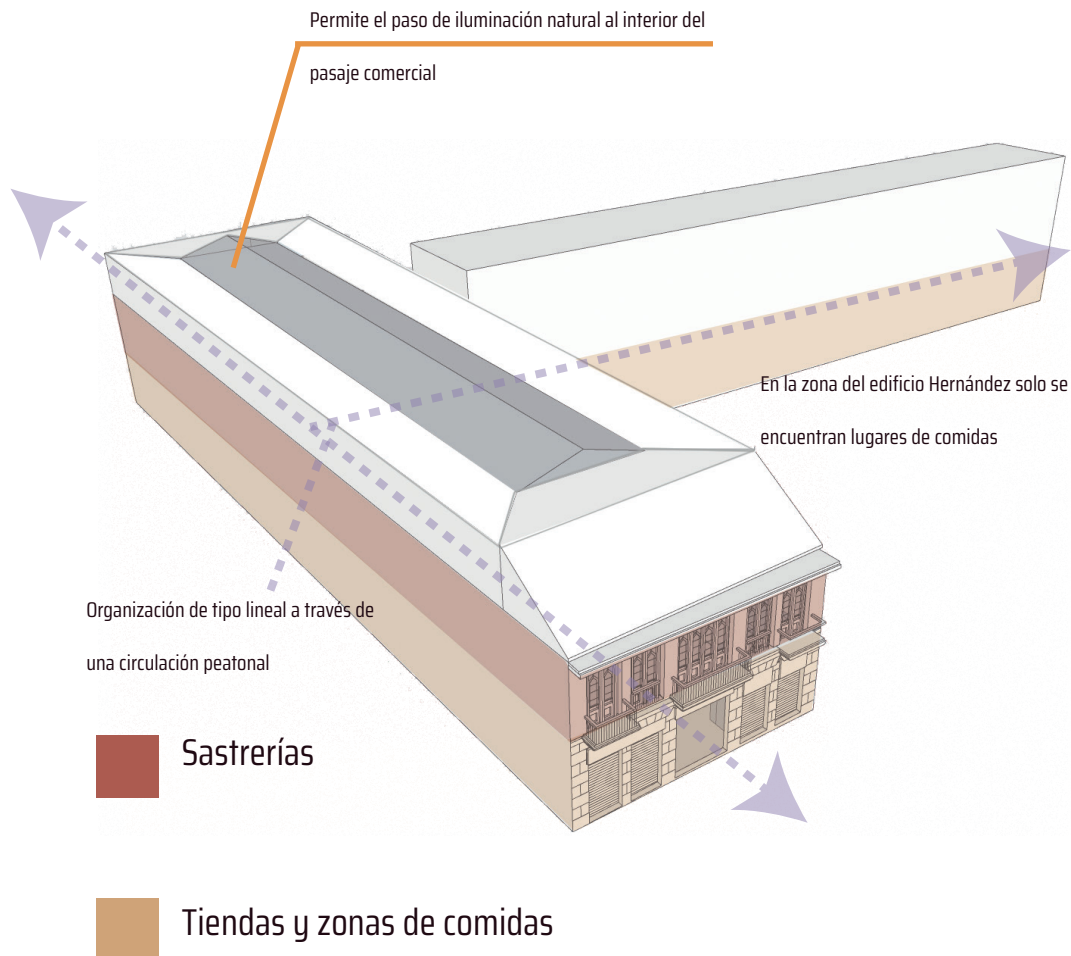 Permite el paso de iluminación natural al interior del
pasaje comercial
En la zona del edificio Hernández solo se
encuentran lugares de comidas
Organización de tipo lineal a través de
una circulación peatonal
Sastrerías
Tiendas y zonas de comidas